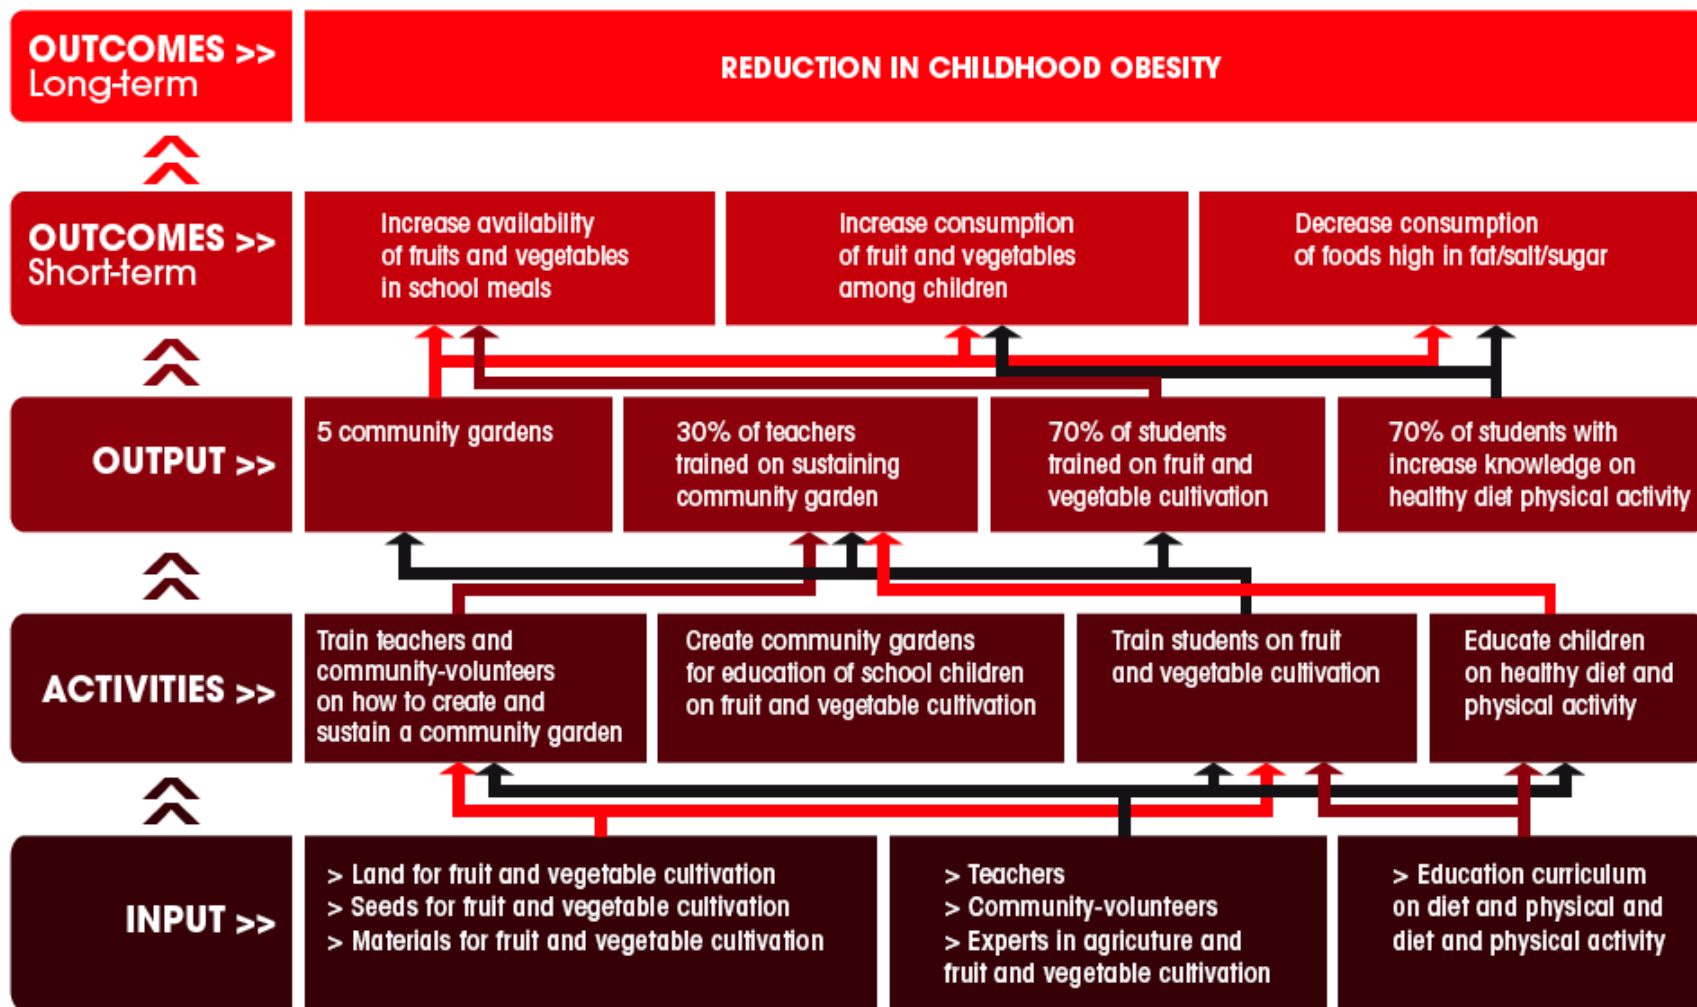 OUTCOMES >>
Long-term
REDUCTION IN CHILDHOOD OBESITY
OUTCOMES >>
Short-term
Increase availability
of fruits and vegetables
in school meals
Increase consumption
of fruit and vegetables
among children
Decrease consumption
of foods high in fat/salt/sugar
OUTPUT >>
5 community gardens
30% of teachers
trained on sustaining
community garden
70% of students
trained on fruit and
vegetable cultivation
70% of students with
increase knowledge on
healthy diet physical activity
ACTIVITIES >>
Train teachers and
community-volunteers
on how to create and
sustain a community garden
Create community gardens
for education of school children
on fruit and vegetable cultivation
Train students on fruit
and vegetable cultivation
Educate children
on healthy diet and
physical activity
INPUT >>
> Land for fruit and vegetable cultivation
> Seeds for fruit and vegetable cultivation
> Materials for fruit and vegetable cultivation
> Teachers
> Community-volunteers
> Experts in agricuture and
fruit and vegetable cultivation
> Education curriculum
on diet and physical and
diet and physical activity